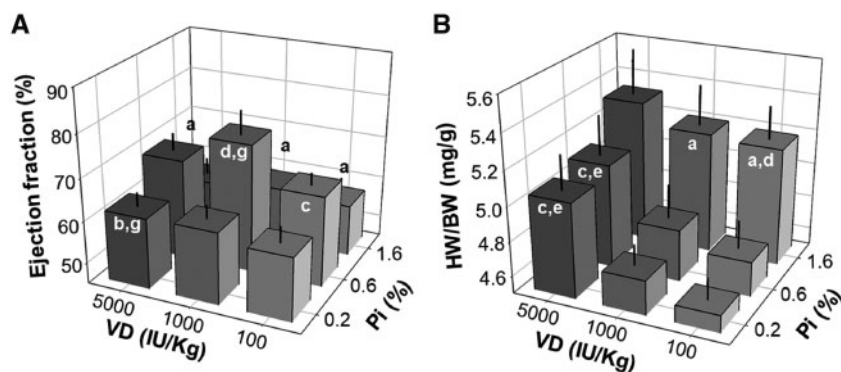 A
Ejection fraction (%)
90
80
70
60
50
a
d,g
a
a
b,g
c
5000
1000
100
VD (IU/Kg)
0.2
0.6
1.6
Pi (%)
B
HW/BW (mg/g)
5.6
5.4
5.2
5.0
4.8
4.6
a
a,d
c,e
c,e
5000
1000
100
VD (IU/Kg)
0.2
0.6
1.6
Pi (%)